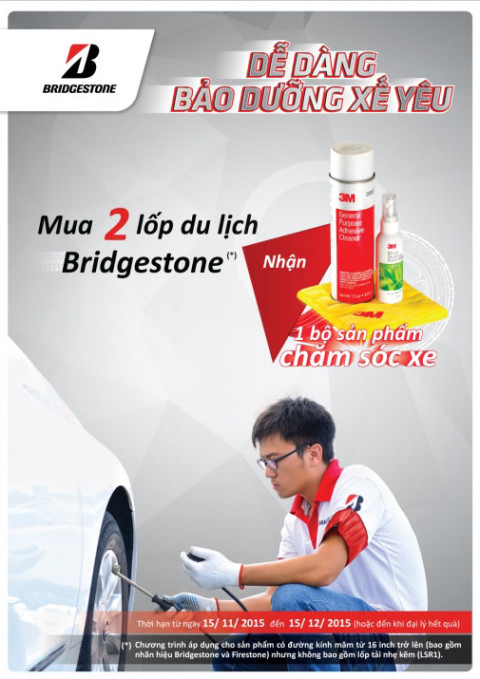 BRIDGESTONE
DỄ DÀNG
BẢO DƯỠNG XẾ YÊU
Mua 2 lốp du lịch
Bridgestone (*)
Nhận
3M
General
Purpose
Adhesive
Cleaner
3M
3M
1 bộ sản phẩm
chăm sóc xe
Thời hạn từ ngày 15/ 11/ 2015 đến 15/ 12/ 2015 (hoặc đến khi đại lý hết quà)
(*) Chương trình áp dụng cho sản phẩm có đường kính mâm từ 16 inch trở lên (bao gồm
nhãn hiệu Bridgestone và Firestone) nhưng không bao gồm lốp tải nhẹ kẽm (LSR1).